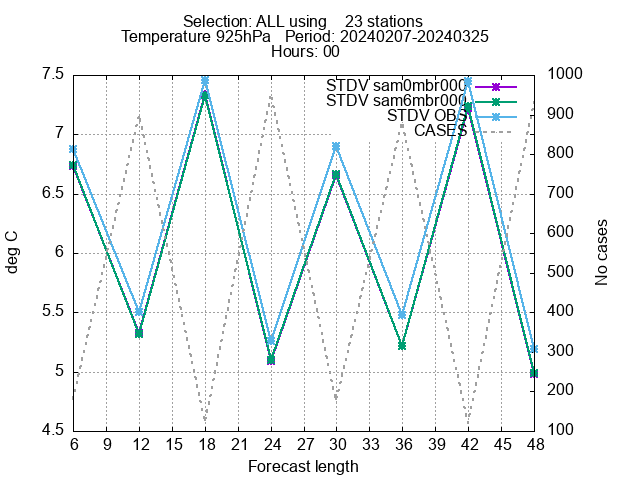 Selection: ALL using    23 stations
Temperature 925hPa   Period: 20240207-20240325
Hours: 00
7.5
7
6.5
6
5.5
5
4.5
deg C
STDV sam0mbr000
STDV sam6mbr000
STDV OBS
CASES
1000
900
800
700
600
500
400
300
200
100
No cases
6 9 12 15 18 21 24 27 30 33 36 39 42 45 48
Forecast length